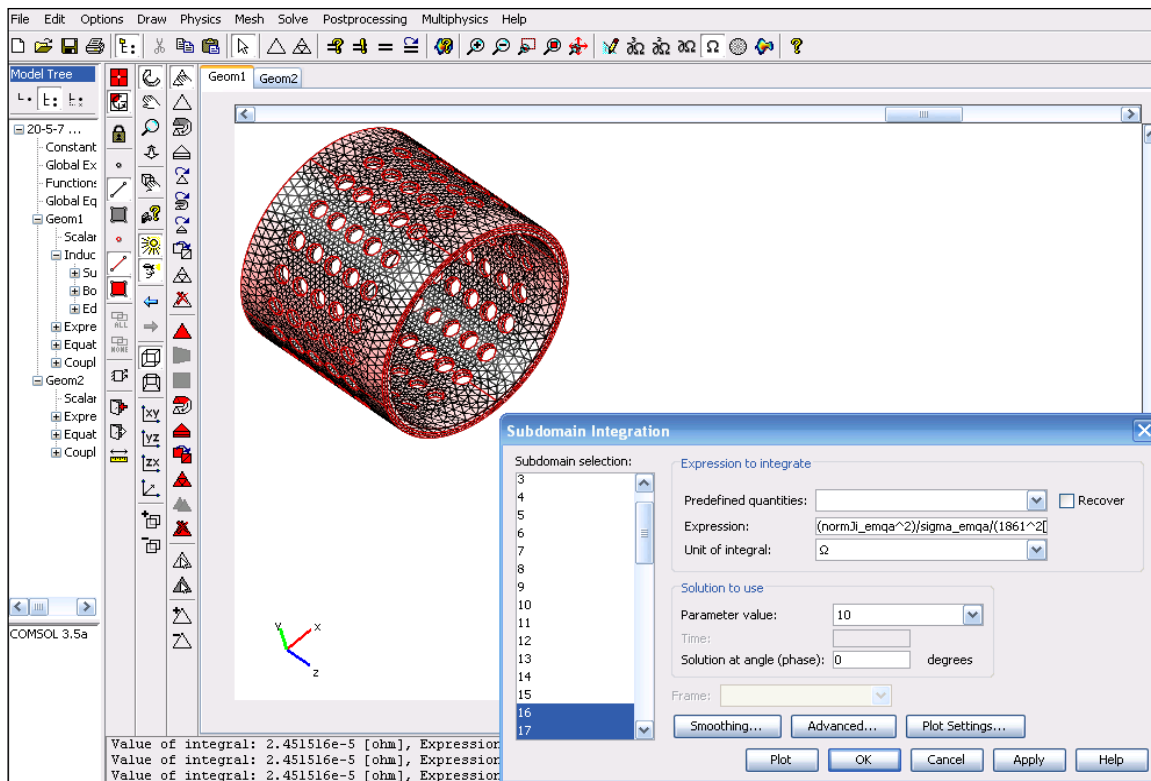 File Edit Options Draw Physics Mesh Solve Postprocessing Multiphysics Help
Model Tree
Geom1 Geom2
20-5-7 ...
Constant
Global Ex
Functions
Global Eq
Geom1
Scalar
Induc
Su
Bo
Ed
Expre
Equat
Coupl
Geom2
Scalar
Expre
Equat
Coupl
COMSOL 3.5a
ALL
NONE
xy
yz
zx
y
x
z
Subdomain Integration
Subdomain selection:
3
4
5
6
7
8
9
10
11
12
13
14
15
16
17
Expression to integrate
Predefined quantities:
Recover
Expression: (normJi_emqa^2)/sigma_emqa/(1861^2[
Unit of integral: Ω
Solution to use
Parameter value: 10
Time:
Solution at angle (phase): 0 degrees
Frame:
Smoothing... Advanced... Plot Settings...
Plot OK Cancel Apply Help
Value of integral: 2.451516e-5 [ohm], Expression
Value of integral: 2.451516e-5 [ohm], Expression
Value of integral: 2.451516e-5 [ohm], Expression